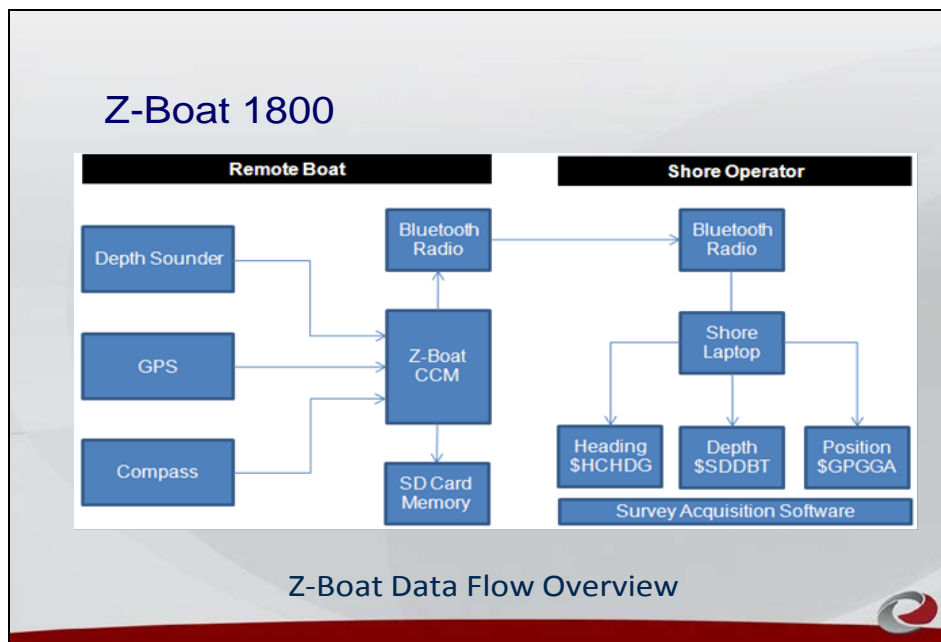 Z-Boat 1800
Remote Boat
Depth Sounder
GPS
Compass
Bluetooth
Radio
Z-Boat
CCM
SD Card
Memory
Shore Operator
Bluetooth
Radio
Shore
Laptop
Heading
$HCHDG
Depth
$SDDBT
Position
$GPGGA
Survey Acquisition Software
Z-Boat Data Flow Overview